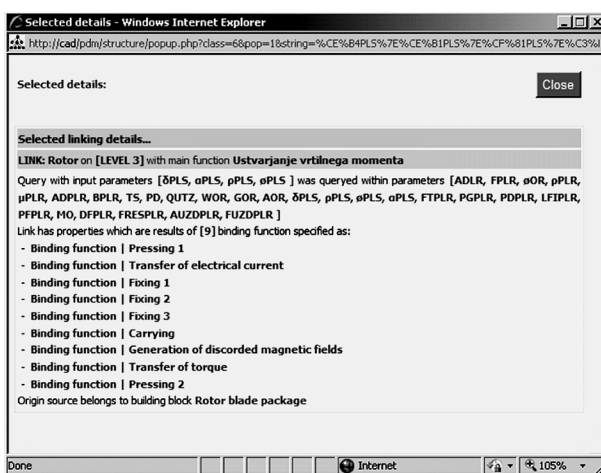 Selected details - Windows Internet Explorer
http://cad/pdm/structure/popup.php?class=6&pop=1&string=%CE%B4PLS%7E%CE%B1PLS%7E%CF%81PLS%7E%C3%
Selected details:
Close
Selected linking details...
LINK: Rotor on [LEVEL 3] with main function Ustvarjanje vrtilnega momenta
Query with input parameters [δPLS, αPLS, ρPLS, øPLS ] was queryed within parameters [ADLR, FPLR, øOR, ρPLR,
μPLR, ADPLR, BPLR, TS, PD, QUTZ, WOR, GOR, AOR, δPLS, ρPLS, øPLS, αPLS, FTPLR, PGPLR, PDPLR, LFIPLR,
PFPLR, MO, DFPLR, FRESPLR, AUZDPLR, FUZDPLR ]
Link has properties which are results of [9] binding function specified as:
- Binding function | Pressing 1
- Binding function | Transfer of electrical current
- Binding function | Fixing 1
- Binding function | Fixing 2
- Binding function | Fixing 3
- Binding function | Carrying
- Binding function | Generation of discorded magnetic fields
- Binding function | Transfer of torque
- Binding function | Pressing 2
Origin source belongs to building block Rotor blade package
Done
Internet
105%